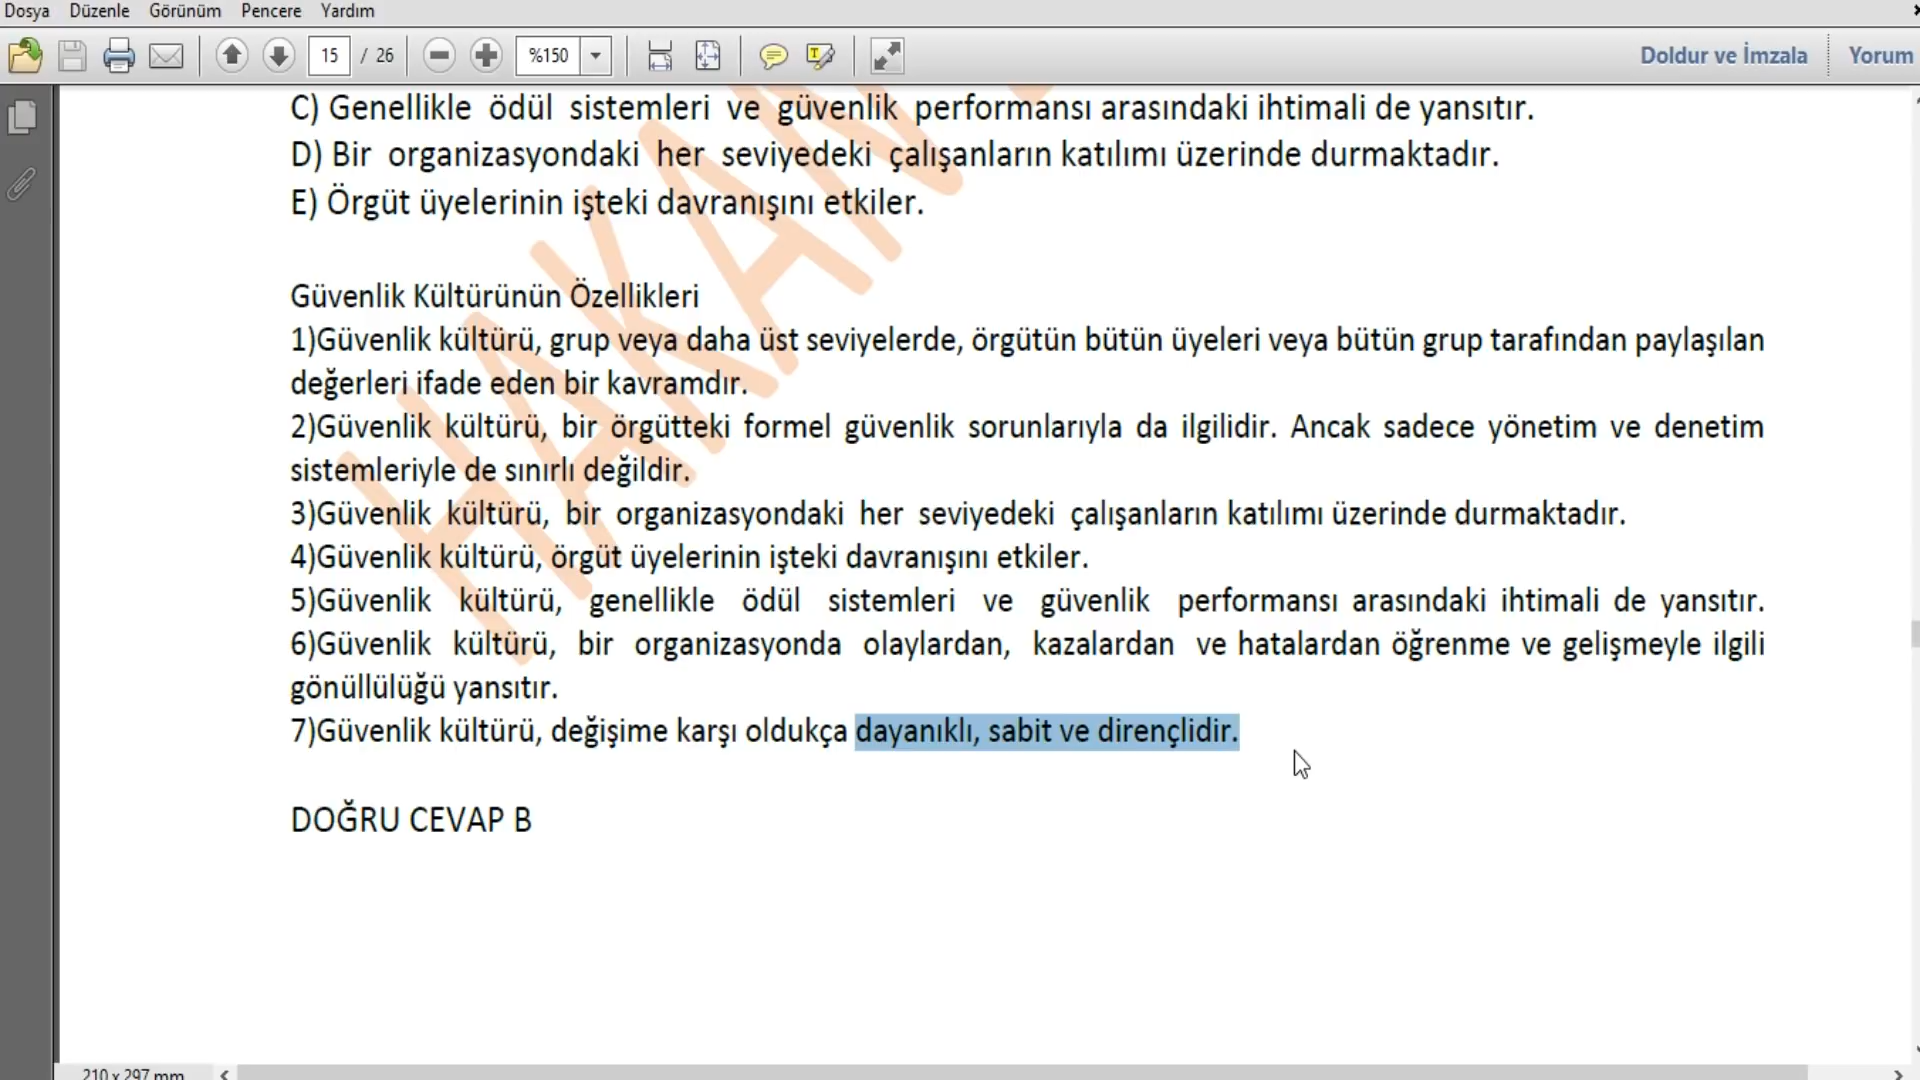 Dosya Düzenle Görünüm Pencere Yardım
15 / 26 %150 Doldur ve İmzala Yorum
C) Genellikle ödül sistemleri ve güvenlik performansı arasındaki ihtimali de yansıtır.
D) Bir organizasyondaki her seviyedeki çalışanların katılımı üzerinde durmaktadır.
E) Örgüt üyelerinin işteki davranışını etkiler.
Güvenlik Kültürünün Özellikleri
1)Güvenlik kültürü, grup veya daha üst seviyelerde, örgütün bütün üyeleri veya bütün grup tarafından paylaşılan
değerleri ifade eden bir kavramdır.
2)Güvenlik kültürü, bir örgütteki formel güvenlik sorunlarıyla da ilgilidir. Ancak sadece yönetim ve denetim
sistemleriyle de sınırlı değildir.
3)Güvenlik kültürü, bir organizasyondaki her seviyedeki çalışanların katılımı üzerinde durmaktadır.
4)Güvenlik kültürü, örgüt üyelerinin işteki davranışını etkiler.
5)Güvenlik kültürü, genellikle ödül sistemleri ve güvenlik performansı arasındaki ihtimali de yansıtır.
6)Güvenlik kültürü, bir organizasyonda olaylardan, kazalardan ve hatalardan öğrenme ve gelişmeyle ilgili
gönüllülüğü yansıtır.
7)Güvenlik kültürü, değişime karşı oldukça dayanıklı, sabit ve dirençlidir.
DOĞRU CEVAP B
HAKAN
210 x 297 mm